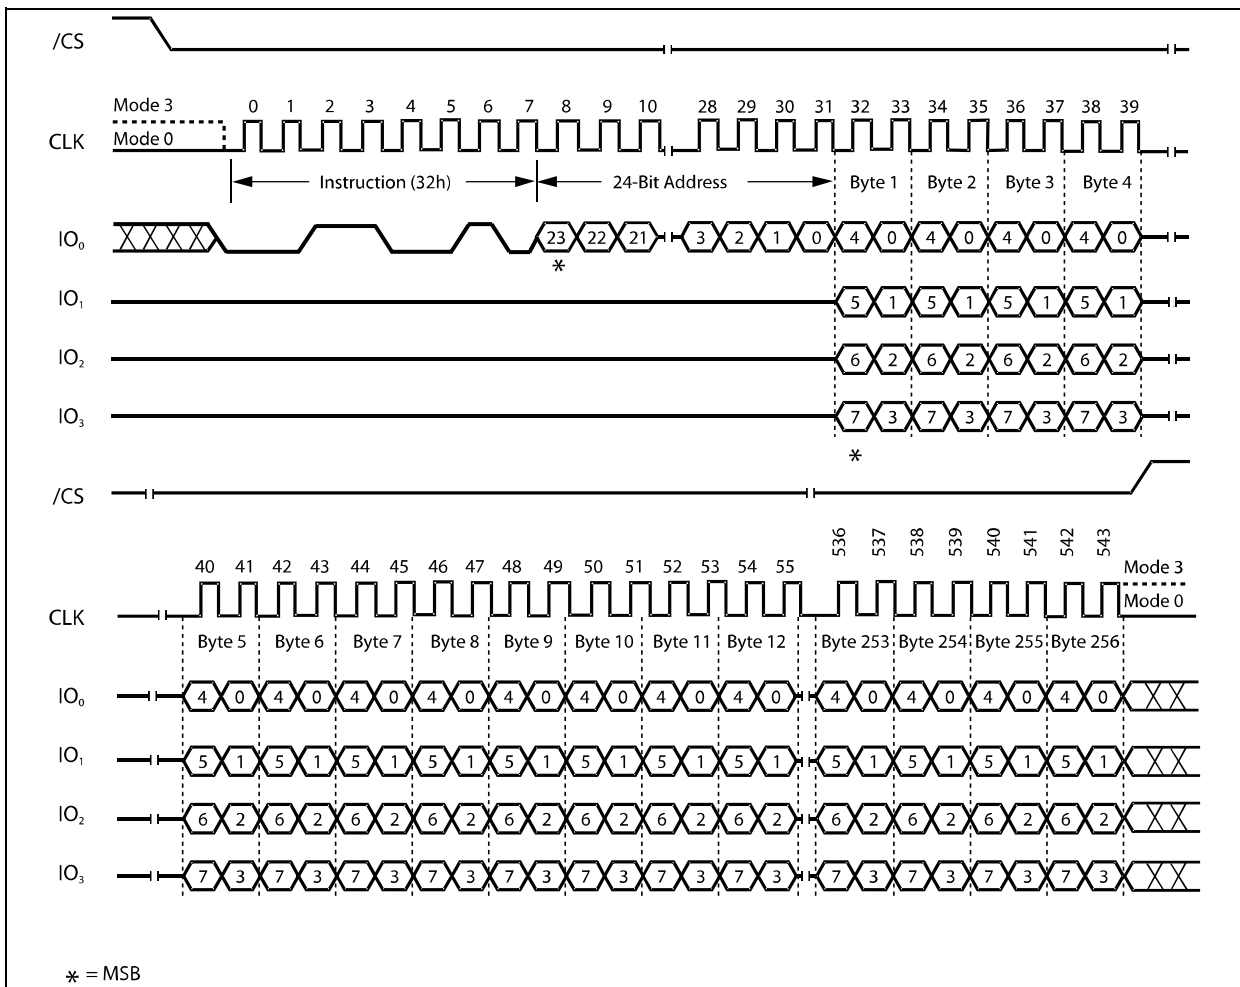 /CS
Mode 3
0 1 2 3 4 5 6 7 8 9 10 28 29 30 31 32 33 34 35 36 37 38 39
CLK
Mode 0
Instruction (32h) 24-Bit Address Byte 1 Byte 2 Byte 3 Byte 4
IO0 23 22 21 3 2 1 0 4 0 4 0 4 0 4 0
*
IO1 5 1 5 1 5 1 5 1
IO2 6 2 6 2 6 2 6 2
IO3 7 3 7 3 7 3 7 3
*
/CS
536 537 538 539 540 541 542 543
40 41 42 43 44 45 46 47 48 49 50 51 52 53 54 55 Mode 3
CLK Mode 0
Byte 5 Byte 6 Byte 7 Byte 8 Byte 9 Byte 10 Byte 11 Byte 12 Byte 253 Byte 254 Byte 255 Byte 256
IO0 4 0 4 0 4 0 4 0 4 0 4 0 4 0 4 0 4 0 4 0 4 0 4 0
IO1 5 1 5 1 5 1 5 1 5 1 5 1 5 1 5 1 5 1 5 1 5 1 5 1
IO2 6 2 6 2 6 2 6 2 6 2 6 2 6 2 6 2 6 2 6 2 6 2 6 2
IO3 7 3 7 3 7 3 7 3 7 3 7 3 7 3 7 3 7 3 7 3 7 3 7 3
* = MSB